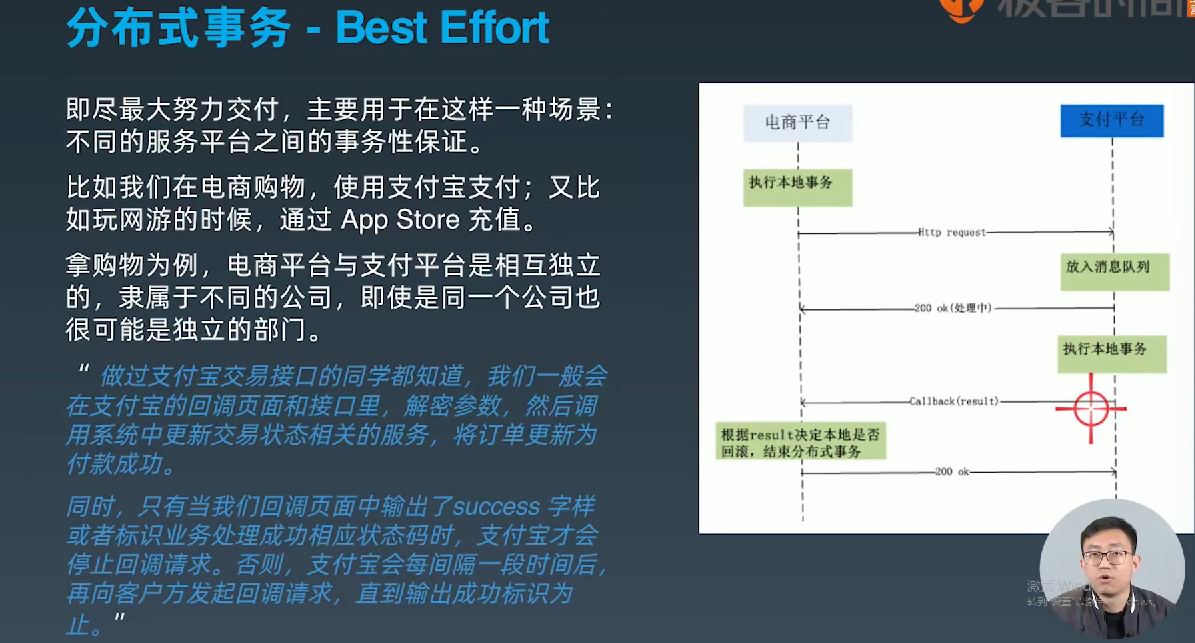 分布式事务 - Best Effort
极客时间
即尽最大努力交付，主要用于在这样一种场景：
不同的服务平台之间的事务性保证。
比如我们在电商购物，使用支付宝支付；又比
如玩网游的时候，通过 App Store 充值。
拿购物为例，电商平台与支付平台是相互独立
的，隶属于不同的公司，即使是同一个公司也
很可能是独立的部门。
“ 做过支付宝交易接口的同学都知道，我们一般会
在支付宝的回调页面和接口里，解密参数，然后调
用系统中更新交易状态相关的服务，将订单更新为
付款成功。
同时，只有当我们回调页面中输出了success 字样
或者标识业务处理成功相应状态码时，支付宝才会
停止回调请求。否则，支付宝会每间隔一段时间后，
再向客户方发起回调请求，直到输出成功标识为
止。”
电商平台
支付平台
执行本地事务
Http request
放入消息队列
200 ok(处理中)
执行本地事务
Callback(result)
根据result决定本地是否
回滚，结束分布式事务
200 ok